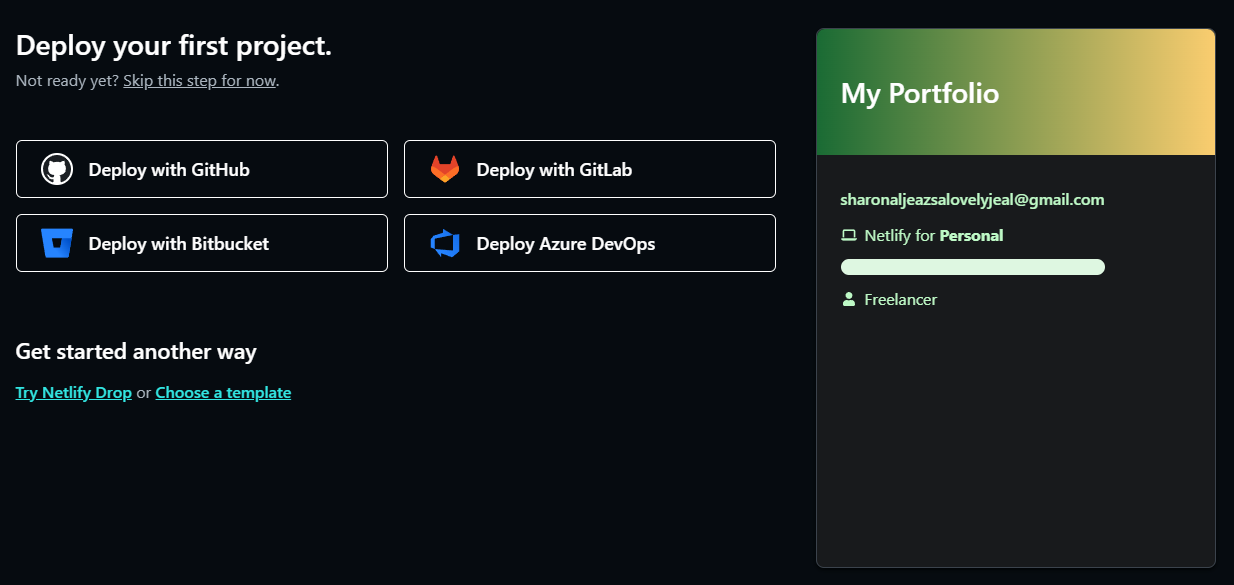 Deploy your first project.
Not ready yet? Skip this step for now.
Deploy with GitHub
Deploy with GitLab
Deploy with Bitbucket
Deploy Azure DevOps
Get started another way
Try Netlify Drop or Choose a template
My Portfolio
sharonaljeazsalovelyjeal@gmail.com
Netlify for Personal
Freelancer